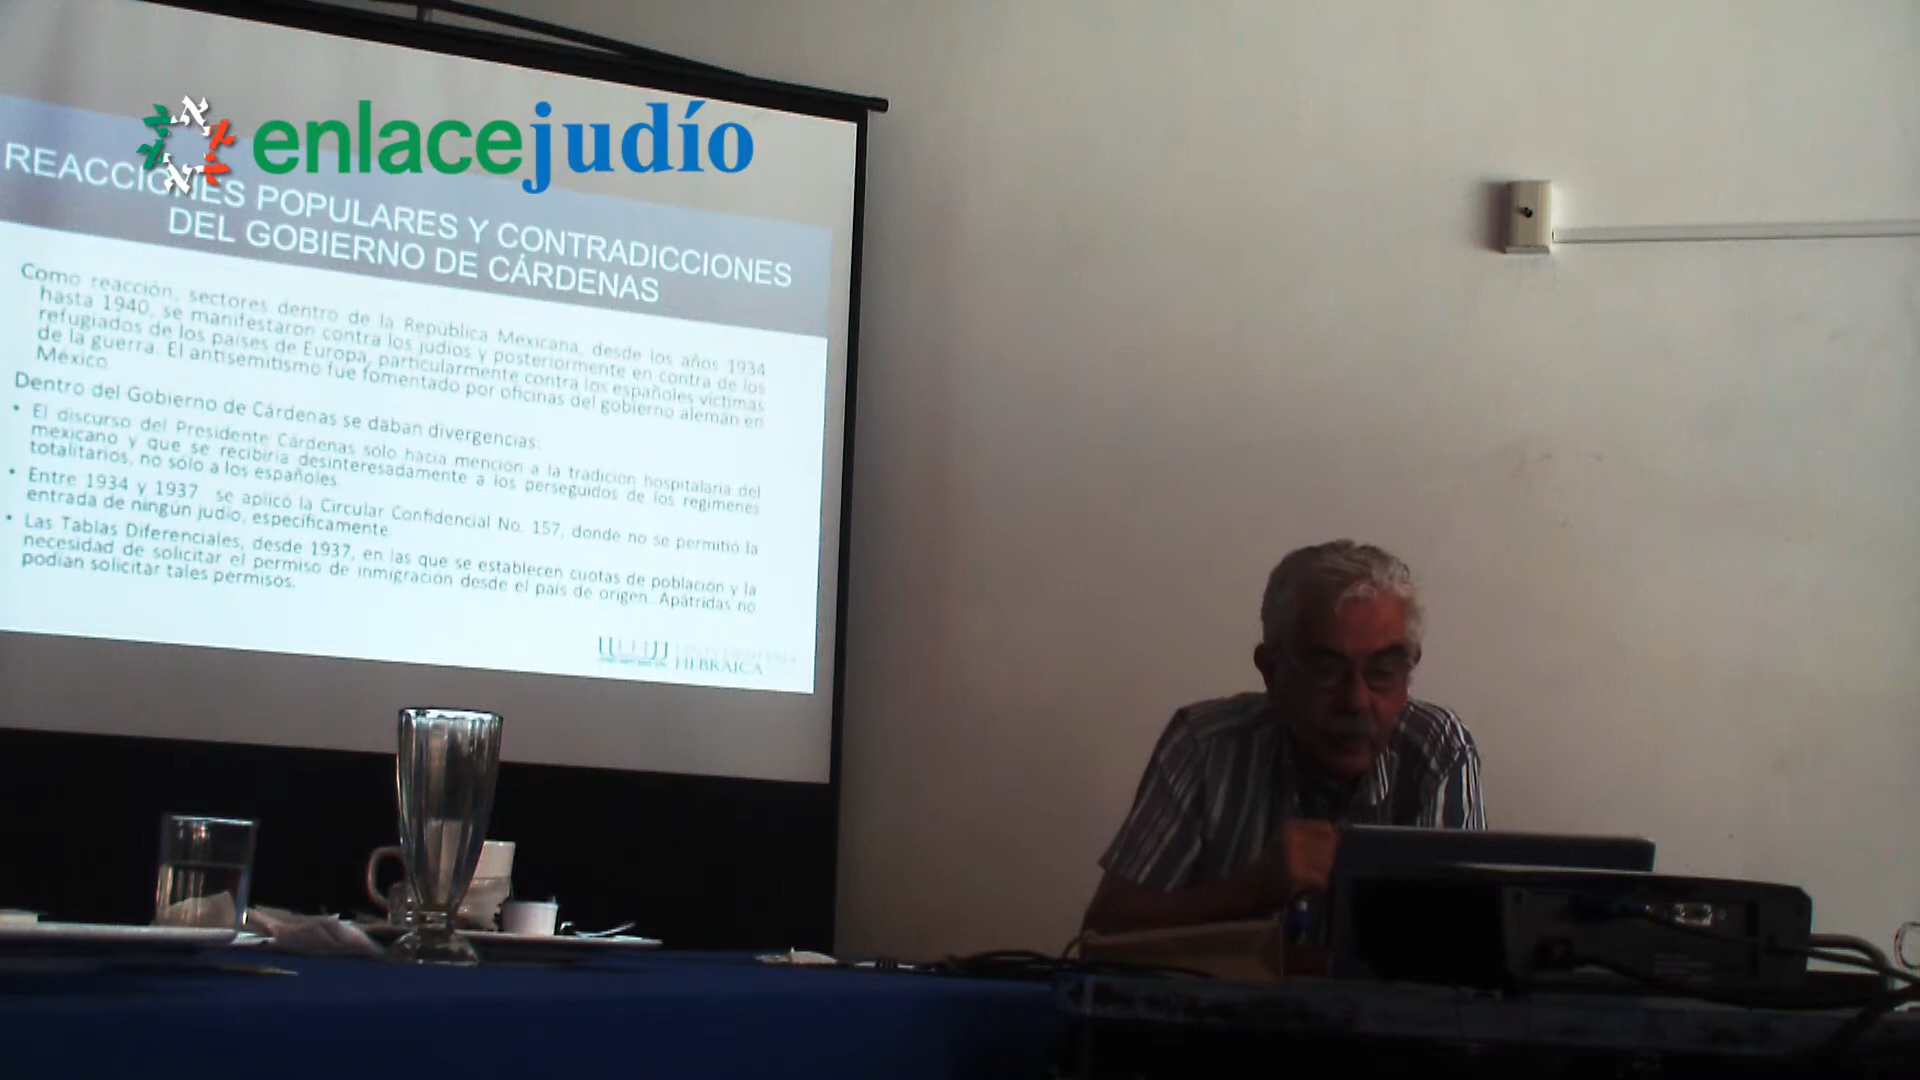 enlacejudío
REACCIONES POPULARES Y CONTRADICCIONES
DEL GOBIERNO DE CÁRDENAS
Como reacción, sectores dentro de la República Mexicana, desde los años 1934
hasta 1940, se manifestaron contra los judios y posteriormente en contra de los
refugiados de los países de Europa, particularmente contra los españoles victimas
de la guerra. El antisemitismo fue fomentado por oficinas del gobierno alemán en
México.
Dentro del Gobierno de Cárdenas se daban divergencias:
• El discurso del Presidente Cárdenas sólo hacía mención a la tradición hospitalaria del
mexicano y que se recibiría desinteresadamente a los perseguidos de los regímenes
totalitarios, no sólo a los españoles.
• Entre 1934 y 1937 se aplicó la Circular Confidencial No. 157, donde no se permitió la
entrada de ningún judío, específicamente
• Las Tablas Diferenciales, desde 1937, en las que se establecen cuotas de población y la
necesidad de solicitar el permiso de inmigración desde el país de origen. Apátridas no
podían solicitar tales permisos.
HEBRAICA